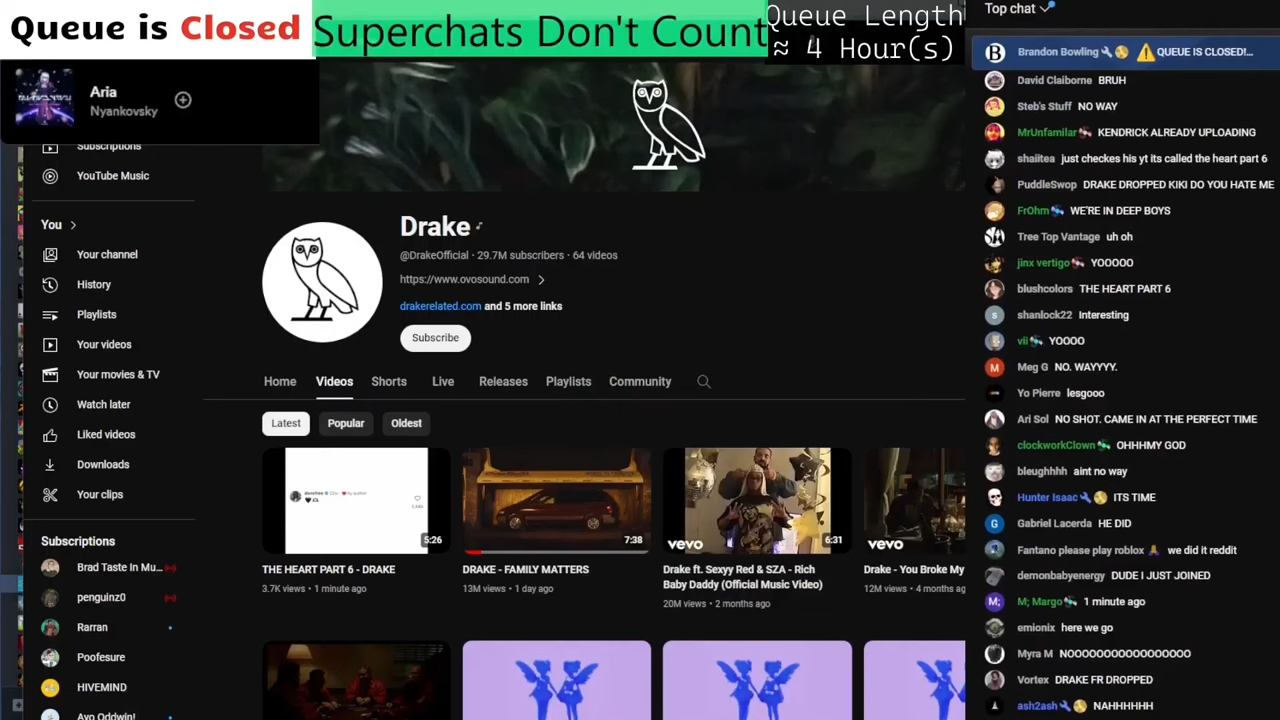 Queue is Closed
Superchats Don't Count
Queue Length
≈ 4 Hour(s)
Aria
Nyankovsky
Subscriptions
YouTube Music
You
Your channel
History
Playlists
Your videos
Your movies & TV
Watch later
Liked videos
Downloads
Your clips
Subscriptions
Brad Taste In Mu...
penguinz0
Rarran
Poofesure
HIVEMIND
Ayo Oddwin!
Drake
@DrakeOfficial · 29.7M subscribers · 64 videos
https://www.ovosound.com
drakerelated.com and 5 more links
Subscribe
Home Videos Shorts Live Releases Playlists Community
Latest Popular Oldest
5:26
THE HEART PART 6 - DRAKE
3.7K views • 1 minute ago
7:38
DRAKE - FAMILY MATTERS
13M views • 1 day ago
vevo
6:31
Drake ft. Sexyy Red & SZA - Rich
Baby Daddy (Official Music Video)
20M views • 2 months ago
vevo
Drake - You Broke My
12M views • 4 months ag
Top chat
Brandon Bowling ⚠ QUEUE IS CLOSED!...
David Claiborne BRUH
Steb's Stuff NO WAY
MrUnfamilar KENDRICK ALREADY UPLOADING
shaiitea just checkes his yt its called the heart part 6
PuddleSwop DRAKE DROPPED KIKI DO YOU HATE ME
FrOhm WE'RE IN DEEP BOYS
Tree Top Vantage uh oh
jinx vertigo YOOOOO
blushcolors THE HEART PART 6
shanlock22 Interesting
vii YOOOO
Meg G NO. WAYYYY.
Yo Pierre lesgooo
Ari Sol NO SHOT. CAME IN AT THE PERFECT TIME
clockworkClown OHHHMY GOD
bleughhhh aint no way
Hunter Isaac ITS TIME
Gabriel Lacerda HE DID
Fantano please play roblox 🙏 we did it reddit
demonbabyenergy DUDE I JUST JOINED
M; Margo 1 minute ago
emionix here we go
Myra M NOOOOOOOOOOOOOOOO
Vortex DRAKE FR DROPPED
ash2ash NAHHHHHH